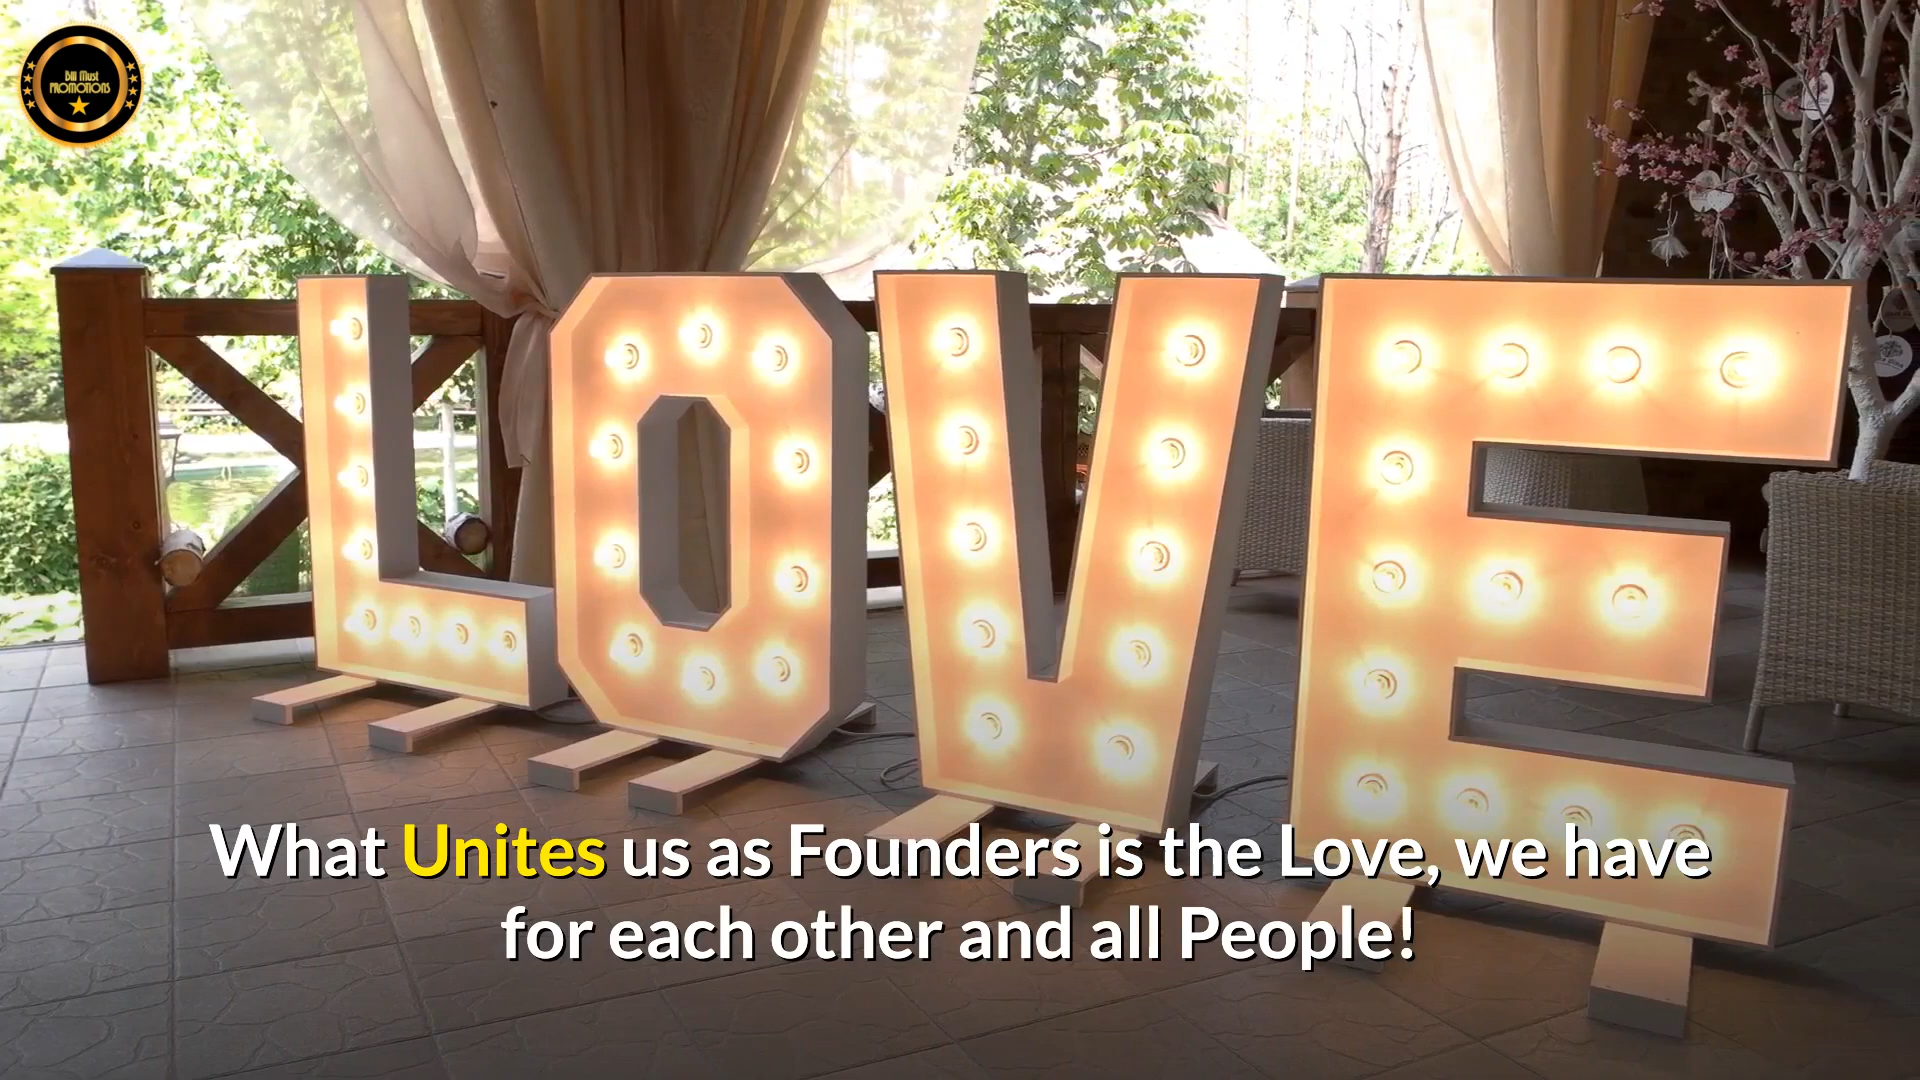 Bill Must
PROMOTIONS
LOVE
What Unites us as Founders is the Love, we have
for each other and all People!